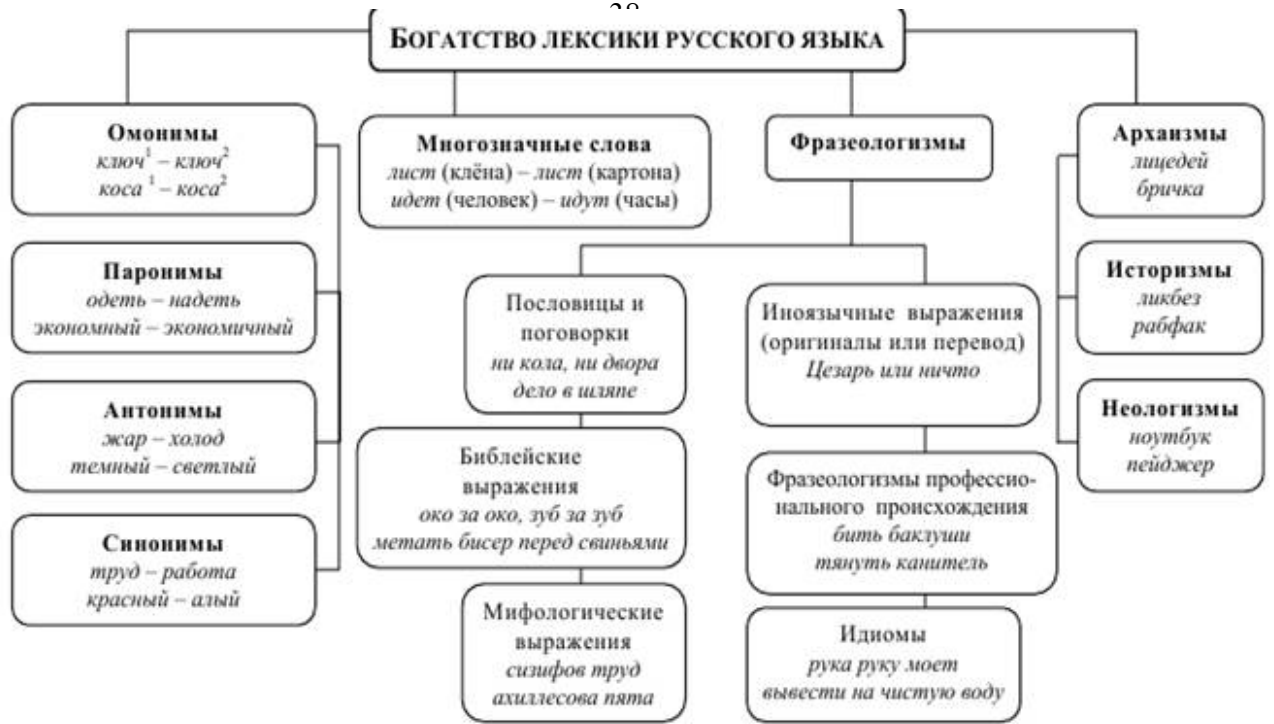 БОГАТСТВО ЛЕКСИКИ РУССКОГО ЯЗЫКА
Омонимы
ключ¹ – ключ²
коса ¹ – коса²
Паронимы
одеть – надеть
экономный – экономичный
Антонимы
жар – холод
темный – светлый
Синонимы
труд – работа
красный – алый
Многозначные слова
лист (клёна) – лист (картона)
идет (человек) – идут (часы)
Фразеологизмы
Пословицы и
поговорки
ни кола, ни двора
дело в шляпе
Библейские
выражения
око за око, зуб за зуб
метать бисер перед свиньями
Мифологические
выражения
сизифов труд
ахиллесова пята
Иноязычные выражения
(оригиналы или перевод)
Цезарь или ничто
Фразеологизмы профессио-
нального происхождения
бить баклуши
тянуть канитель
Идиомы
рука руку моет
вывести на чистую воду
Архаизмы
лицедей
бричка
Историзмы
ликбез
рабфак
Неологизмы
ноутбук
пейджер